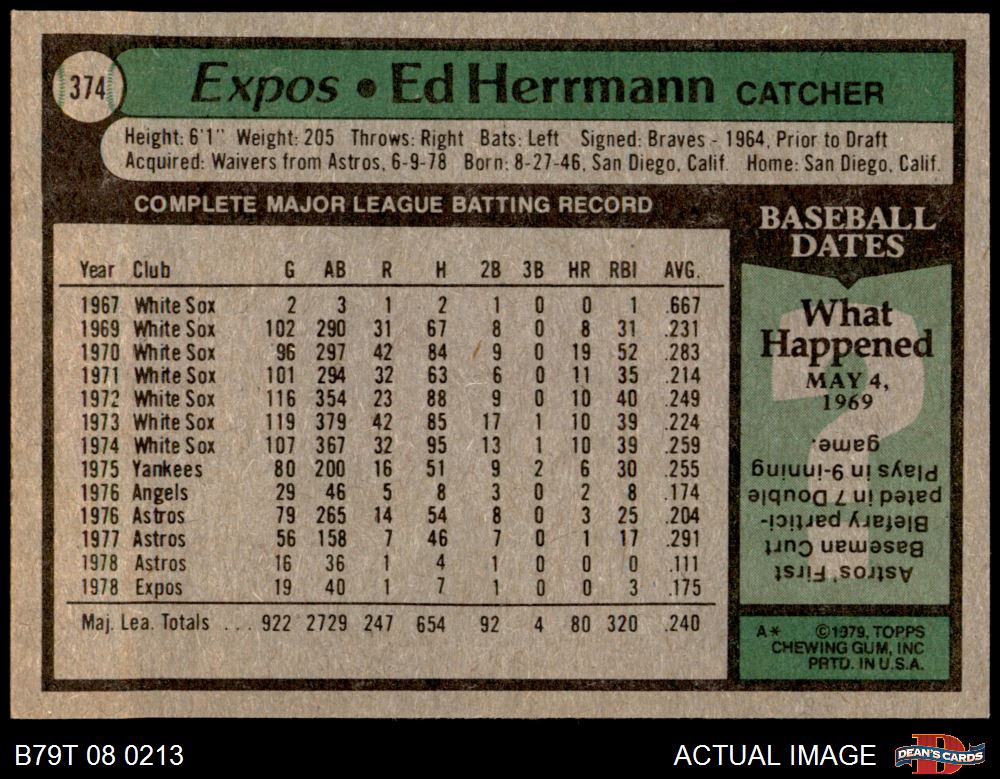 374
Expos • Ed Herrmann CATCHER
Height: 6'1" Weight: 205 Throws: Right Bats: Left Signed: Braves - 1964, Prior to Draft
Acquired: Waivers from Astros, 6-9-78 Born: 8-27-46, San Diego, Calif. Home: San Diego, Calif.
COMPLETE MAJOR LEAGUE BATTING RECORD
Year Club G AB R H 2B 3B HR RBI AVG.
1967 White Sox 2 3 1 2 1 0 0 1 .667
1969 White Sox 102 290 31 67 8 0 8 31 .231
1970 White Sox 96 297 42 84 9 0 19 52 .283
1971 White Sox 101 294 32 63 6 0 11 35 .214
1972 White Sox 116 354 23 88 9 0 10 40 .249
1973 White Sox 119 379 42 85 17 1 10 39 .224
1974 White Sox 107 367 32 95 13 1 10 39 .259
1975 Yankees 80 200 16 51 9 2 6 30 .255
1976 Angels 29 46 5 8 3 0 2 8 .174
1976 Astros 79 265 14 54 8 0 3 25 .204
1977 Astros 56 158 7 46 7 0 1 17 .291
1978 Astros 16 36 1 4 1 0 0 0 .111
1978 Expos 19 40 1 7 1 0 0 3 .175
Maj. Lea. Totals . . . 922 2729 247 654 92 4 80 320 .240
BASEBALL
DATES
What
Happened
MAY 4,
1969
Astros' First
Baseman Curt
Blefary partici-
pated in 7 Double
Plays in 9-inning
game.
A* ©1979, TOPPS
CHEWING GUM, INC
PRTD. IN U.S.A.
B79T 08 0213
ACTUAL IMAGE
DEAN'S CARDS